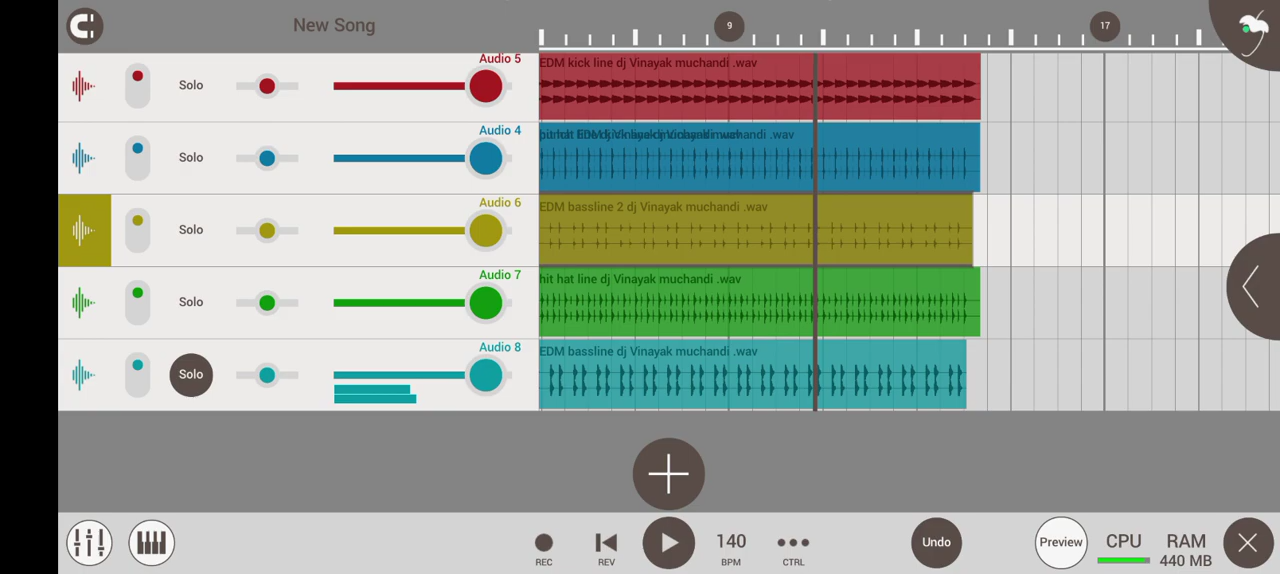 New Song
9
17
Audio 5
Solo
EDM kick line dj Vinayak muchandi .wav
Audio 4
Solo
muchandi .wav
Audio 6
Solo
EDM bassline 2 dj Vinayak muchandi .wav
Audio 7
Solo
hit hat line dj Vinayak muchandi .wav
Audio 8
Solo
EDM bassline dj Vinayak muchandi .wav
REC
REV
140
BPM
CTRL
Undo
Preview
CPU
RAM
440 MB